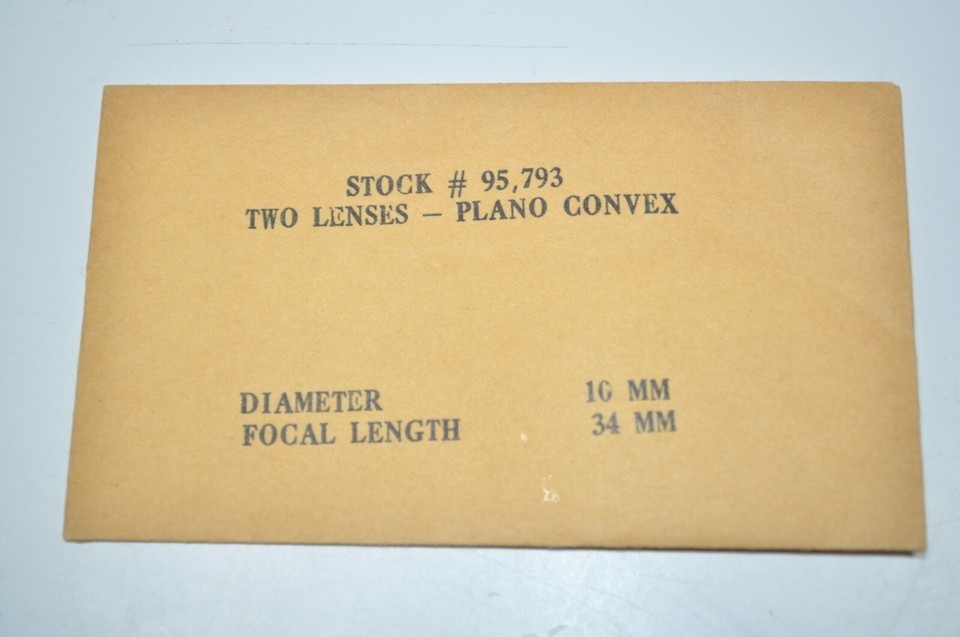 STOCK # 95,793
TWO LENSES — PLANO CONVEX
DIAMETER 10 MM
FOCAL LENGTH 34 MM